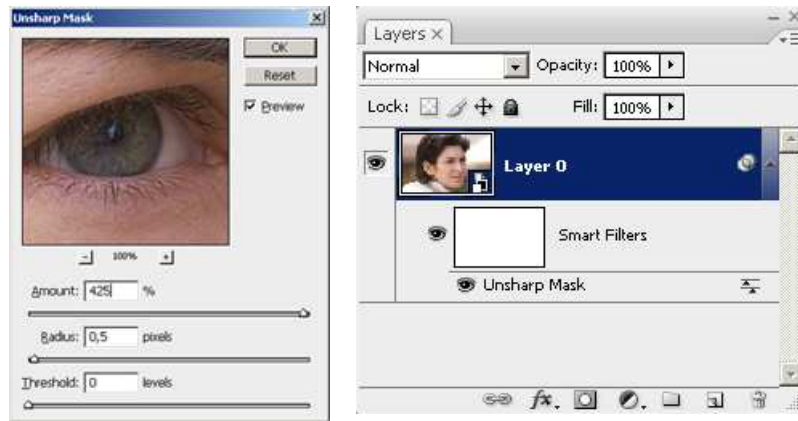 Unsharp Mask
OK
Reset
Preview
100%
Amount: 425 %
Radius: 0,5 pixels
Threshold: 0 levels
Layers ×
Normal Opacity: 100%
Lock: Fill: 100%
Layer 0
Smart Filters
Unsharp Mask
fx.